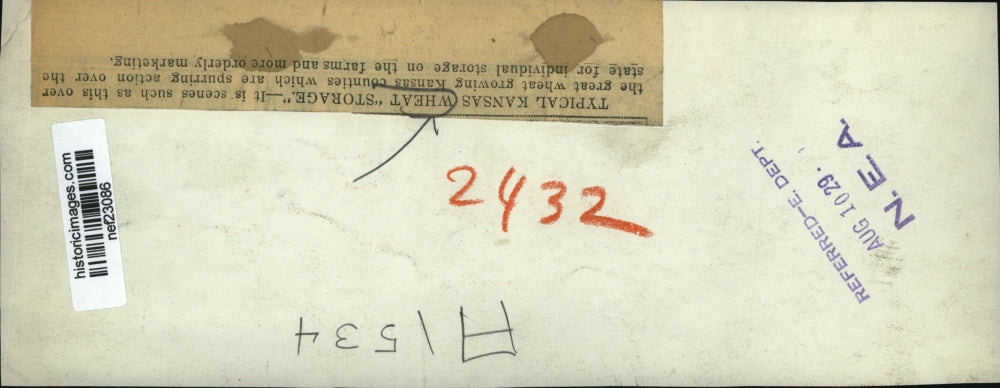 TYPICAL KANSAS WHEAT "STORAGE."—It is scenes such as this over
the great wheat growing Kansas counties which are spurring action over the
state for individual storage on the farms and more orderly marketing.
historicimages.com
nef23086
2432
REFERRED-E. DEPT.
AUG 1029
N.E.A.
A1534